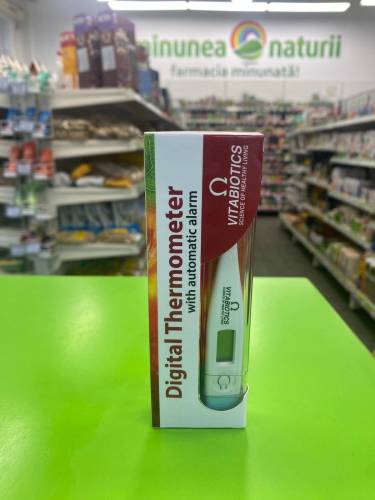 minunea naturii
farmacia minunată!
Digital Thermometer
with automatic alarm
VITABIOTICS
SCIENCE OF HEALTHY LIVING
VITABIOTICS